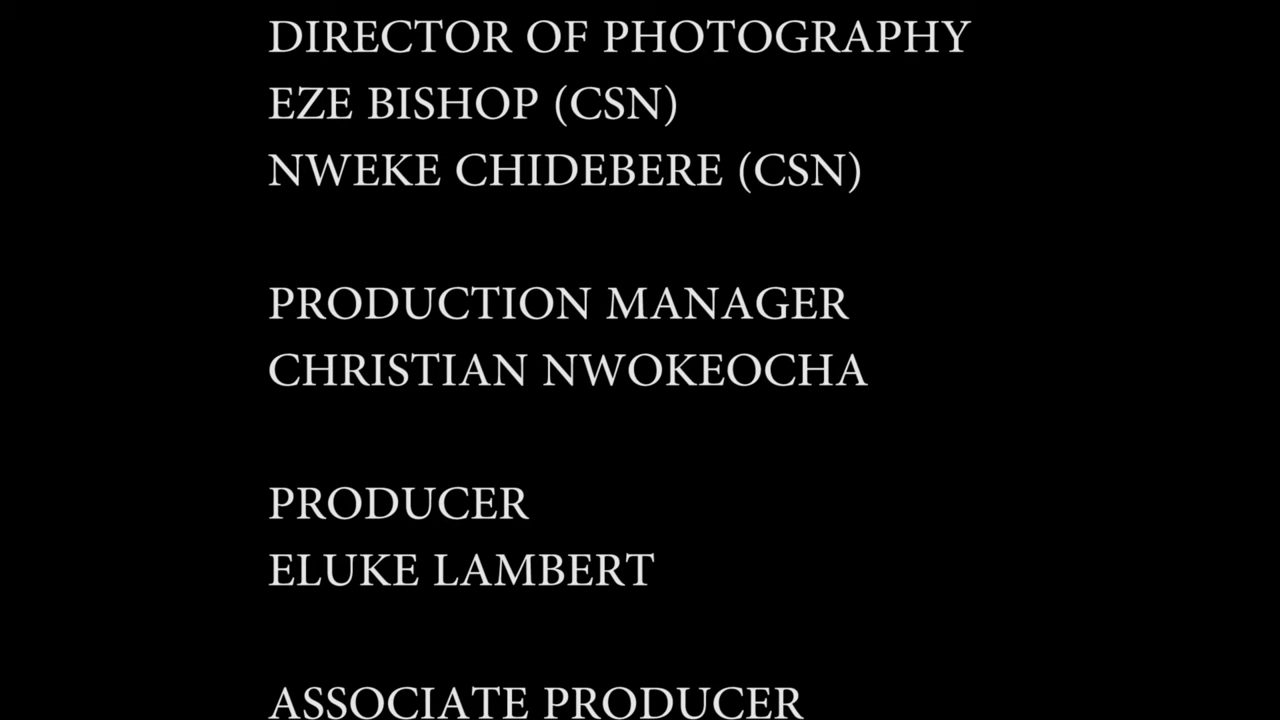 DIRECTOR OF PHOTOGRAPHY
EZE BISHOP (CSN)
NWEKE CHIDEBERE (CSN)
PRODUCTION MANAGER
CHRISTIAN NWOKEOCHA
PRODUCER
ELUKE LAMBERT
ASSOCIATE PRODUCER